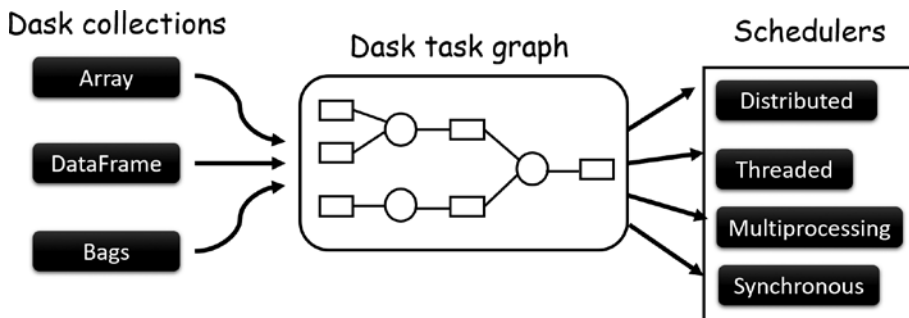 Dask collections
Array
DataFrame
Bags
Dask task graph
Schedulers
Distributed
Threaded
Multiprocessing
Synchronous